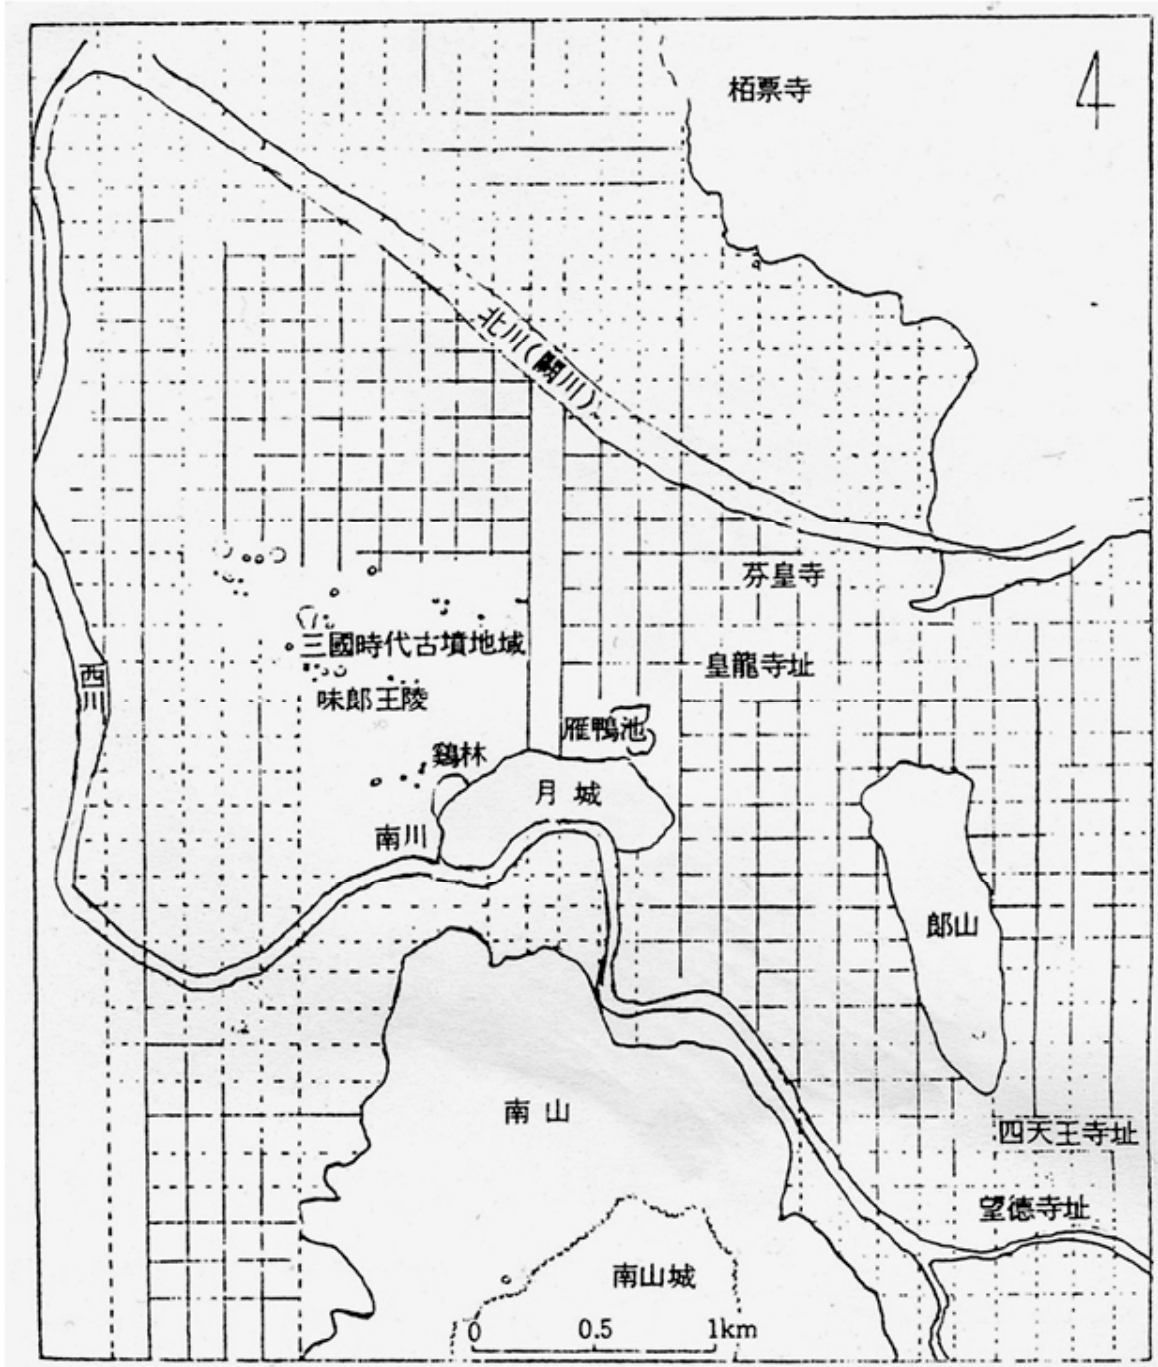 栢票寺
北川(閼川)
芬皇寺
三國時代古墳地域
皇龍寺址
西川
味郎王陵
雁鴨池
鷄林
月城
南川
郎山
南山
四天王寺址
望德寺址
南山城
0 0.5 1km